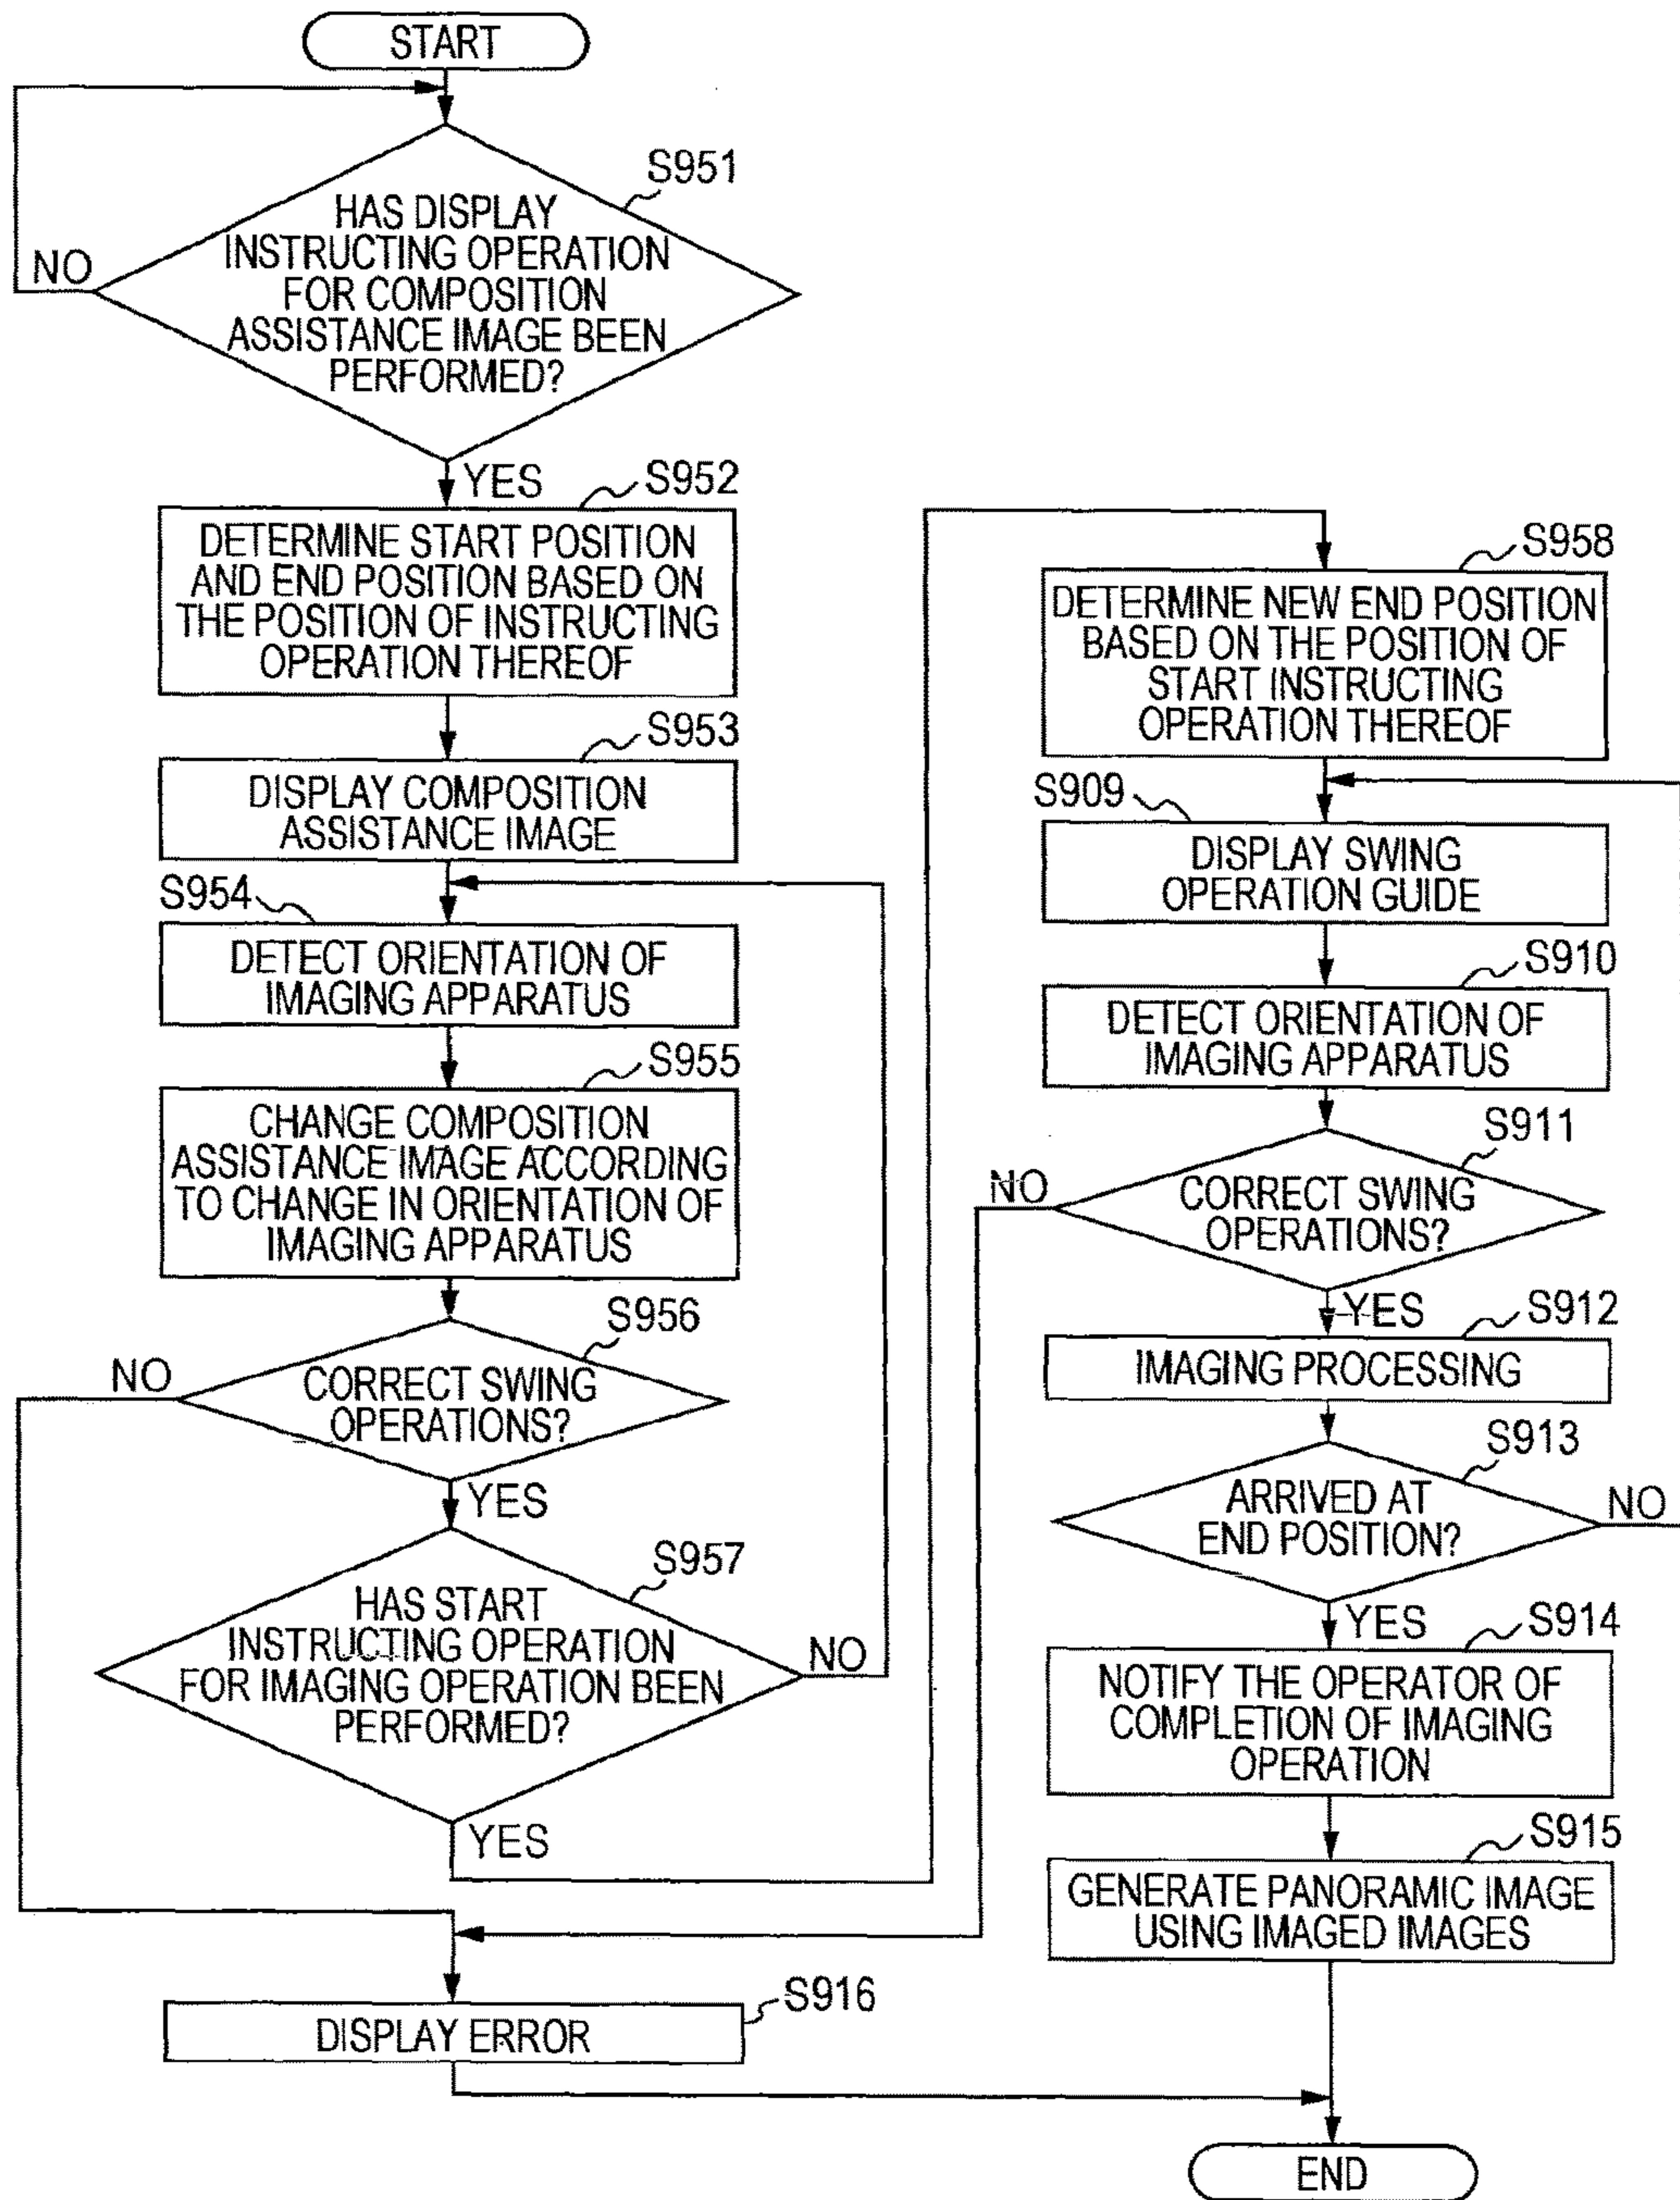 START
S951
HAS DISPLAY
INSTRUCTING OPERATION
FOR COMPOSITION
ASSISTANCE IMAGE BEEN
PERFORMED?
NO
YES
S952
DETERMINE START POSITION
AND END POSITION BASED ON
THE POSITION OF INSTRUCTING
OPERATION THEREOF
S953
DISPLAY COMPOSITION
ASSISTANCE IMAGE
S954
DETECT ORIENTATION OF
IMAGING APPARATUS
S955
CHANGE COMPOSITION
ASSISTANCE IMAGE ACCORDING
TO CHANGE IN ORIENTATION OF
IMAGING APPARATUS
S956
NO
CORRECT SWING
OPERATIONS?
YES
S957
HAS START
INSTRUCTING OPERATION
FOR IMAGING OPERATION BEEN
PERFORMED?
NO
YES
S958
DETERMINE NEW END POSITION
BASED ON THE POSITION OF
START INSTRUCTING
OPERATION THEREOF
S909
DISPLAY SWING
OPERATION GUIDE
S910
DETECT ORIENTATION OF
IMAGING APPARATUS
S911
NO
CORRECT SWING
OPERATIONS?
YES
S912
IMAGING PROCESSING
S913
ARRIVED AT
END POSITION?
NO
YES
S914
NOTIFY THE OPERATOR OF
COMPLETION OF IMAGING
OPERATION
S915
GENERATE PANORAMIC IMAGE
USING IMAGED IMAGES
S916
DISPLAY ERROR
END